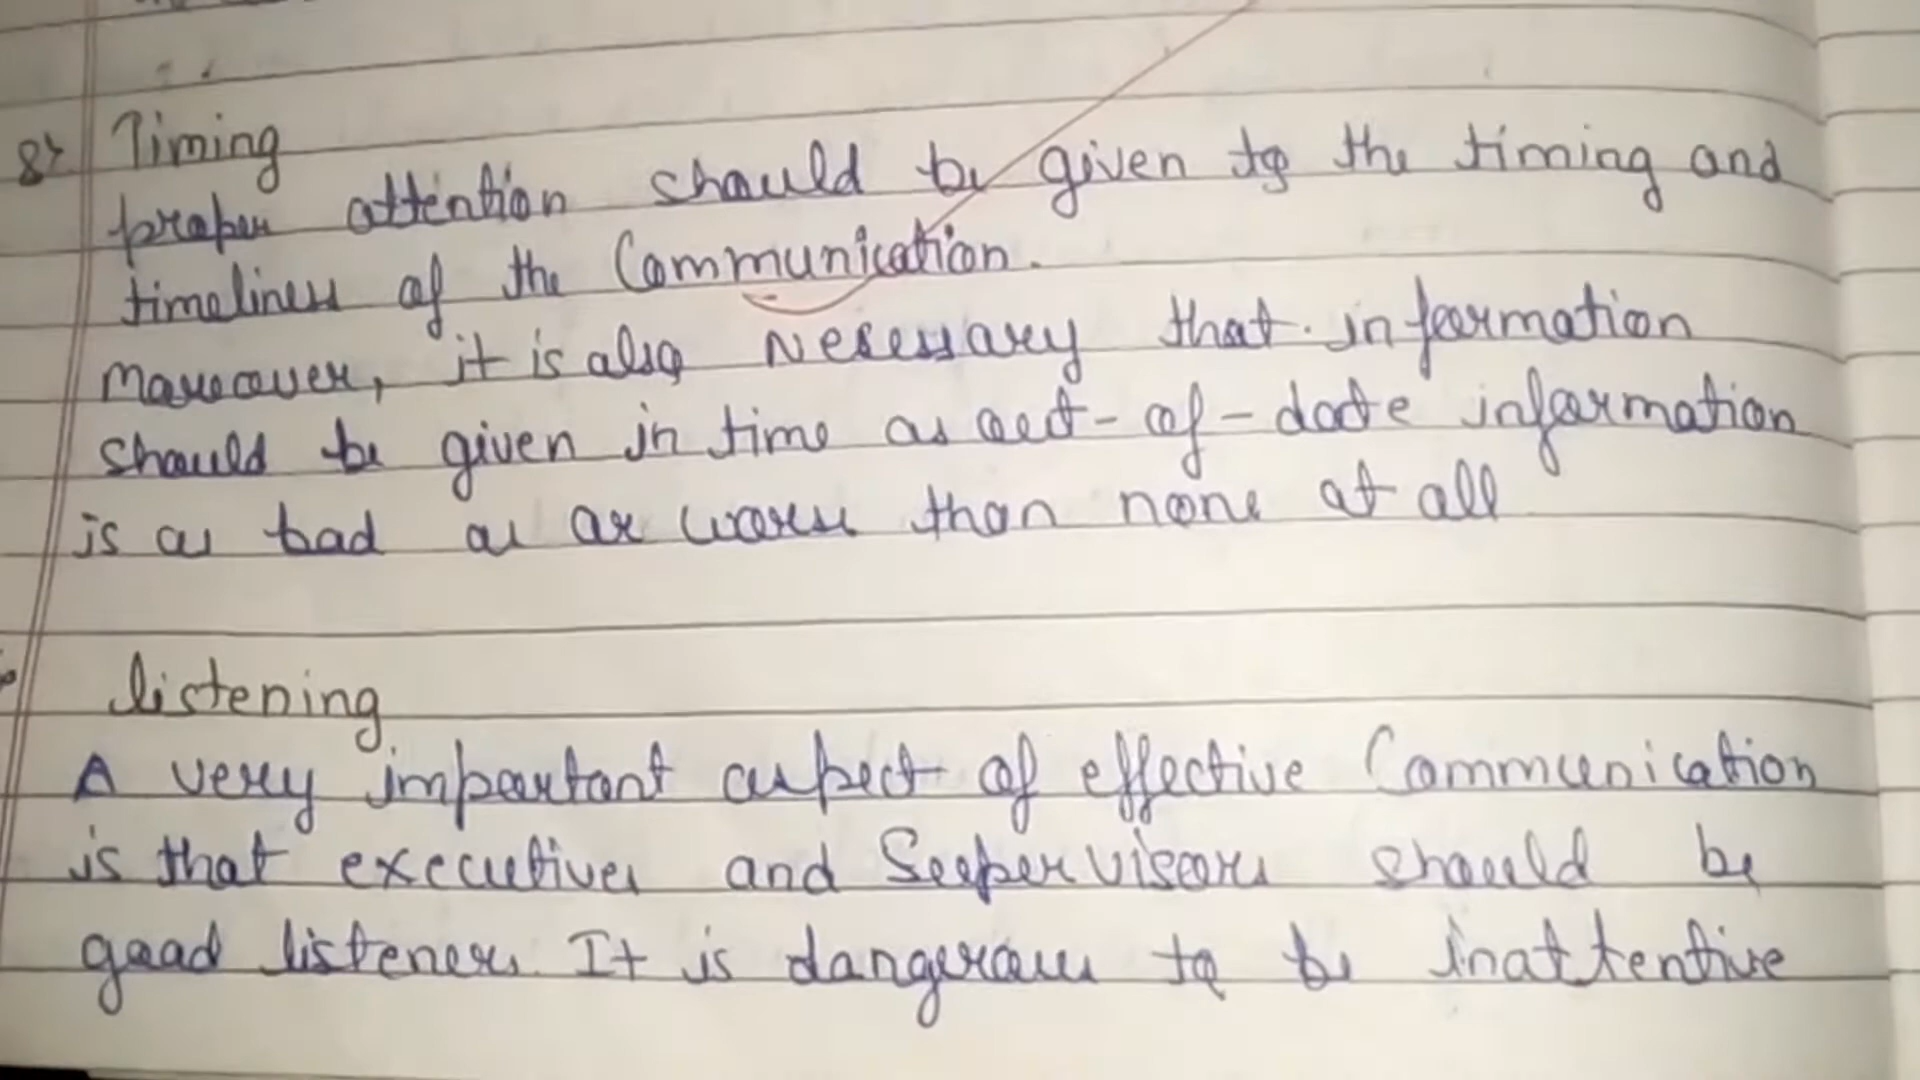 8) Timing
proper attention should be given to the timing and
timeliness of the Communication.
Moreover, it is also Nesessary that information
should be given in time as out-of-date information
is as bad as or worse than none at all
listening
A very important aspect of effective Communication
is that executives and Supervisors should be
good listeners. It is dangerous to be inattentive